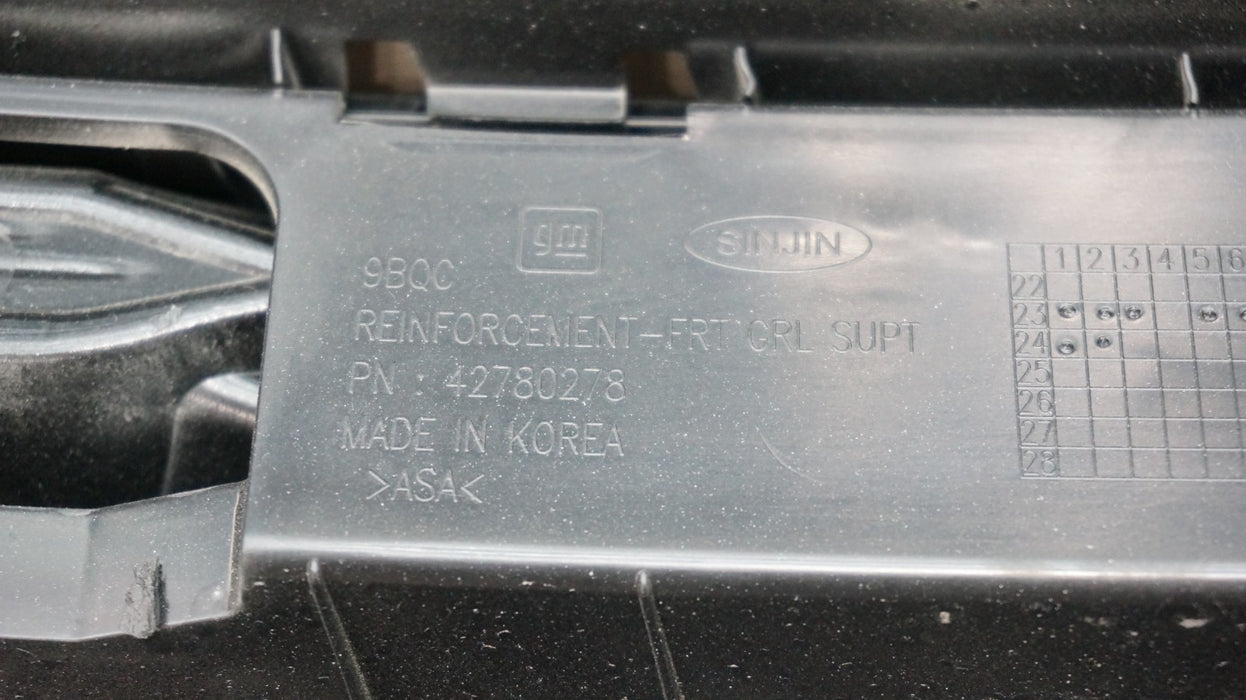 gm
SINJIN
9BQC
REINFORCEMENT-FRT GRL SUPT
PN : 42780278
MADE IN KOREA
>ASA<
1 2 3 4 5 6
22
23
24
25
26
27
28